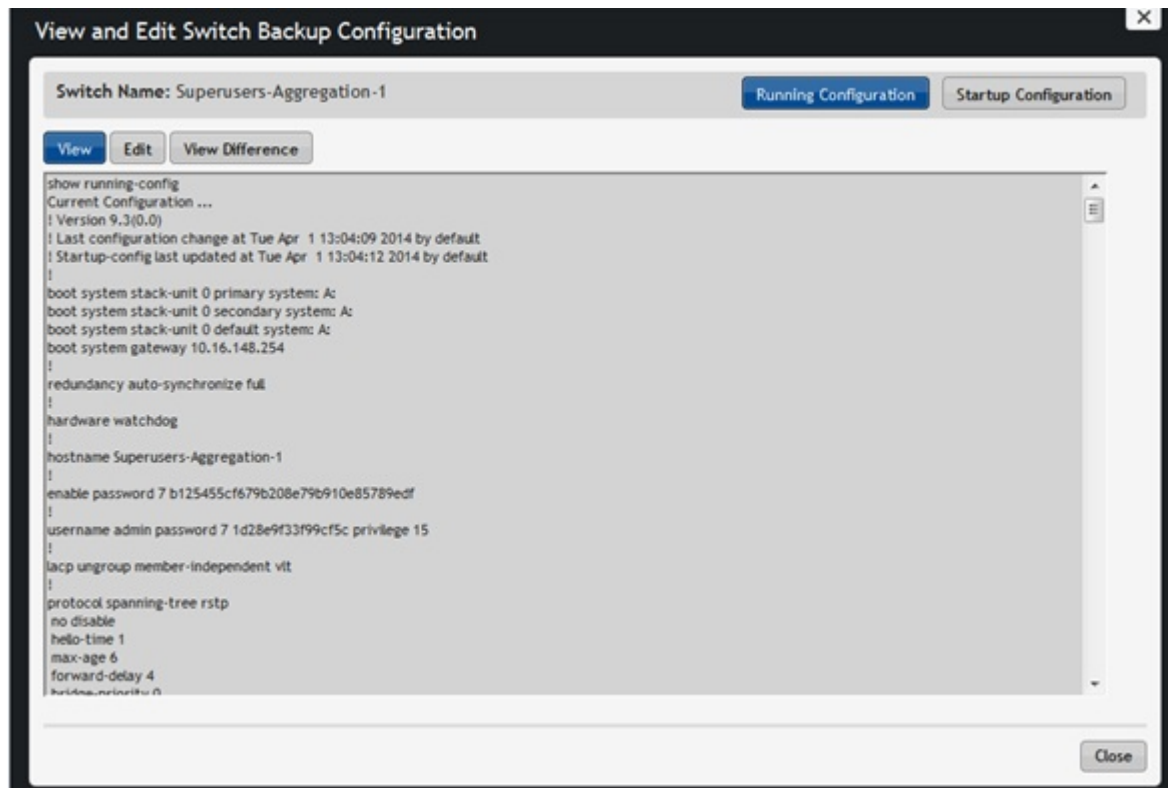 View and Edit Switch Backup Configuration
Switch Name: Superusers-Aggregation-1
Running Configuration
Startup Configuration
View
Edit
View Difference
show running-config
Current Configuration ...
! Version 9.3(0.0)
! Last configuration change at Tue Apr  1 13:04:09 2014 by default
! Startup-config last updated at Tue Apr  1 13:04:12 2014 by default
!
boot system stack-unit 0 primary system: A:
boot system stack-unit 0 secondary system: A:
boot system stack-unit 0 default system: A:
boot system gateway 10.16.148.254
!
redundancy auto-synchronize full
!
hardware watchdog
!
hostname Superusers-Aggregation-1
!
enable password 7 b125455cf679b208e79b910e85789edf
!
username admin password 7 1d28e9f33f99cf5c privilege 15
!
lacp ungroup member-independent vlt
!
protocol spanning-tree rstp
no disable
hello-time 1
max-age 6
forward-delay 4
bridge-priority 0
Close